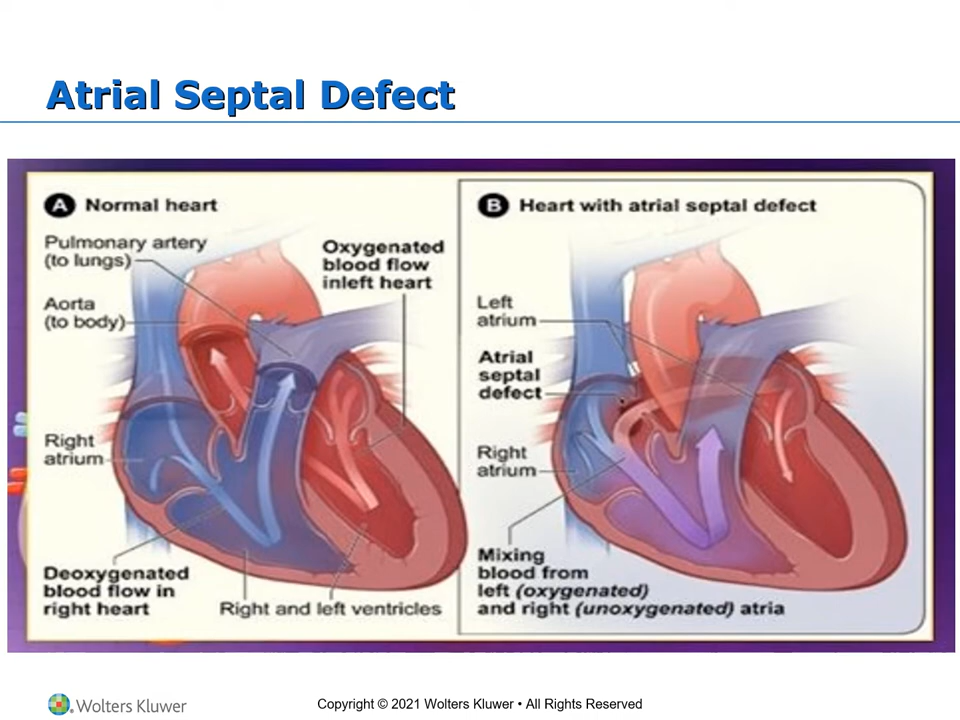 Atrial Septal Defect
A Normal heart
Pulmonary artery
(to lungs)
Aorta
(to body)
Oxygenated
blood flow
inleft heart
Right
atrium
Deoxygenated
blood flow in
right heart
Right and left ventricles
B Heart with atrial septal defect
Left
atrium
Atrial
septal
defect
Right
atrium
Mixing
blood from
left (oxygenated)
and right (unoxygenated) atria
Wolters Kluwer
Copyright © 2021 Wolters Kluwer • All Rights Reserved